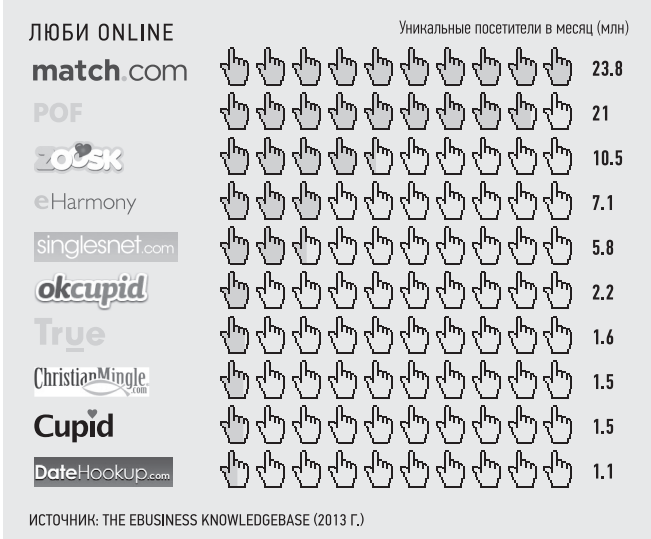 ЛЮБИ ONLINE
Уникальные посетители в месяц (млн)
match.com 23.8
POF 21
zoosk 10.5
eHarmony 7.1
singlesnet.com 5.8
okcupid 2.2
True 1.6
ChristianMingle.com 1.5
Cupid 1.5
DateHookup.com 1.1
ИСТОЧНИК: THE EBUSINESS KNOWLEDGEBASE (2013 Г.)